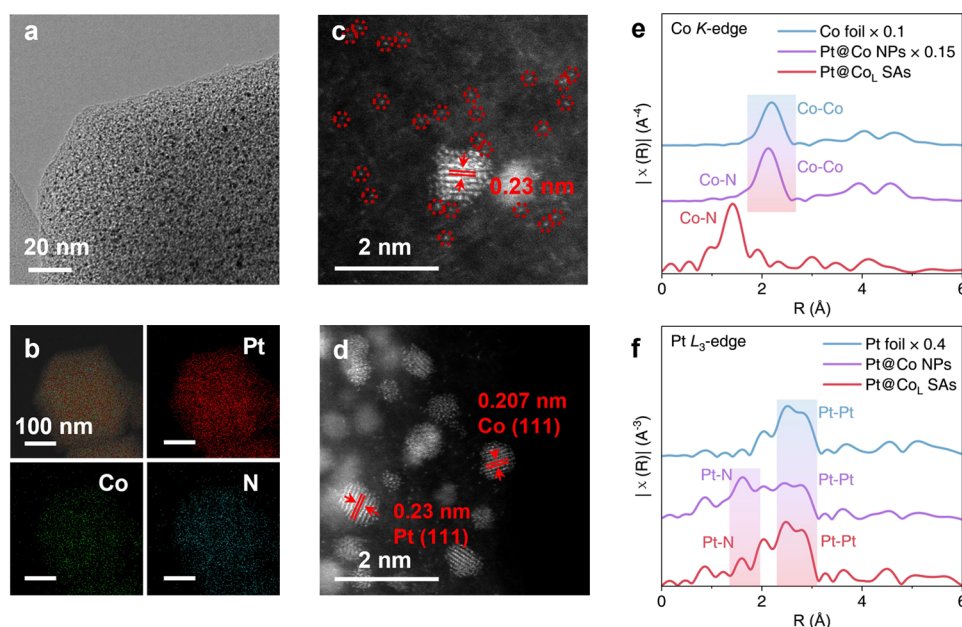 a
20 nm
b
100 nm
Pt
Co
N
c
0.23 nm
2 nm
d
0.207 nm
Co (111)
0.23 nm
Pt (111)
2 nm
e
Co K-edge
Co foil × 0.1
Pt@Co NPs × 0.15
Pt@Co_L SAs
Co-Co
Co-Co
Co-N
Co-N
| χ (R)| (A⁻⁴)
0 2 4 6
R (Å)
f
Pt L₃-edge
Pt foil × 0.4
Pt@Co NPs
Pt@Co_L SAs
Pt-Pt
Pt-N
Pt-Pt
Pt-N
Pt-Pt
| χ (R)| (A⁻³)
0 2 4 6
R (Å)